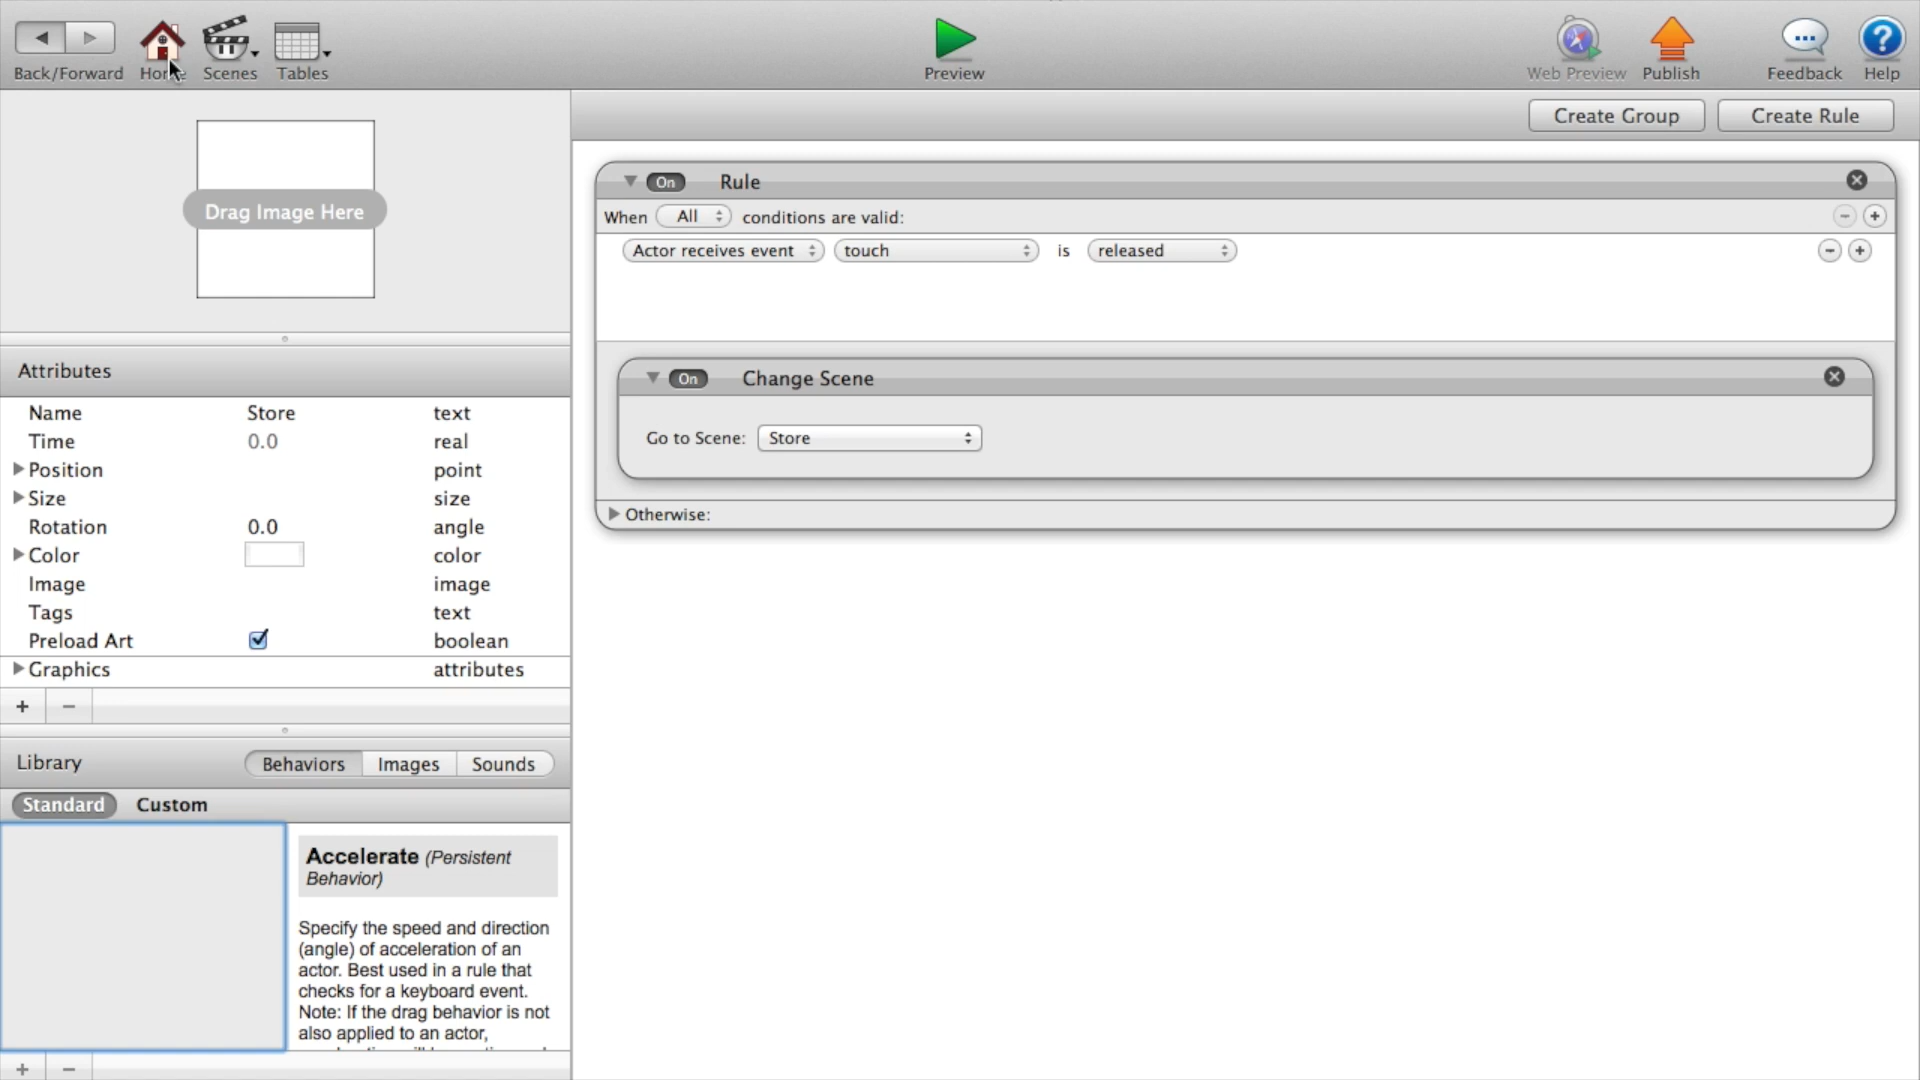 Back/Forward Home Scenes Tables Preview Web Preview Publish Feedback Help
Create Group Create Rule
Drag Image Here
On Rule
When All conditions are valid:
Actor receives event touch is released
On Change Scene
Go to Scene: Store
Otherwise:
Attributes
Name Store text
Time 0.0 real
Position point
Size size
Rotation 0.0 angle
Color color
Image image
Tags text
Preload Art boolean
Graphics attributes
Library Behaviors Images Sounds
Standard Custom
Accelerate (Persistent
Behavior)
Specify the speed and direction
(angle) of acceleration of an
actor. Best used in a rule that
checks for a keyboard event.
Note: If the drag behavior is not
also applied to an actor,